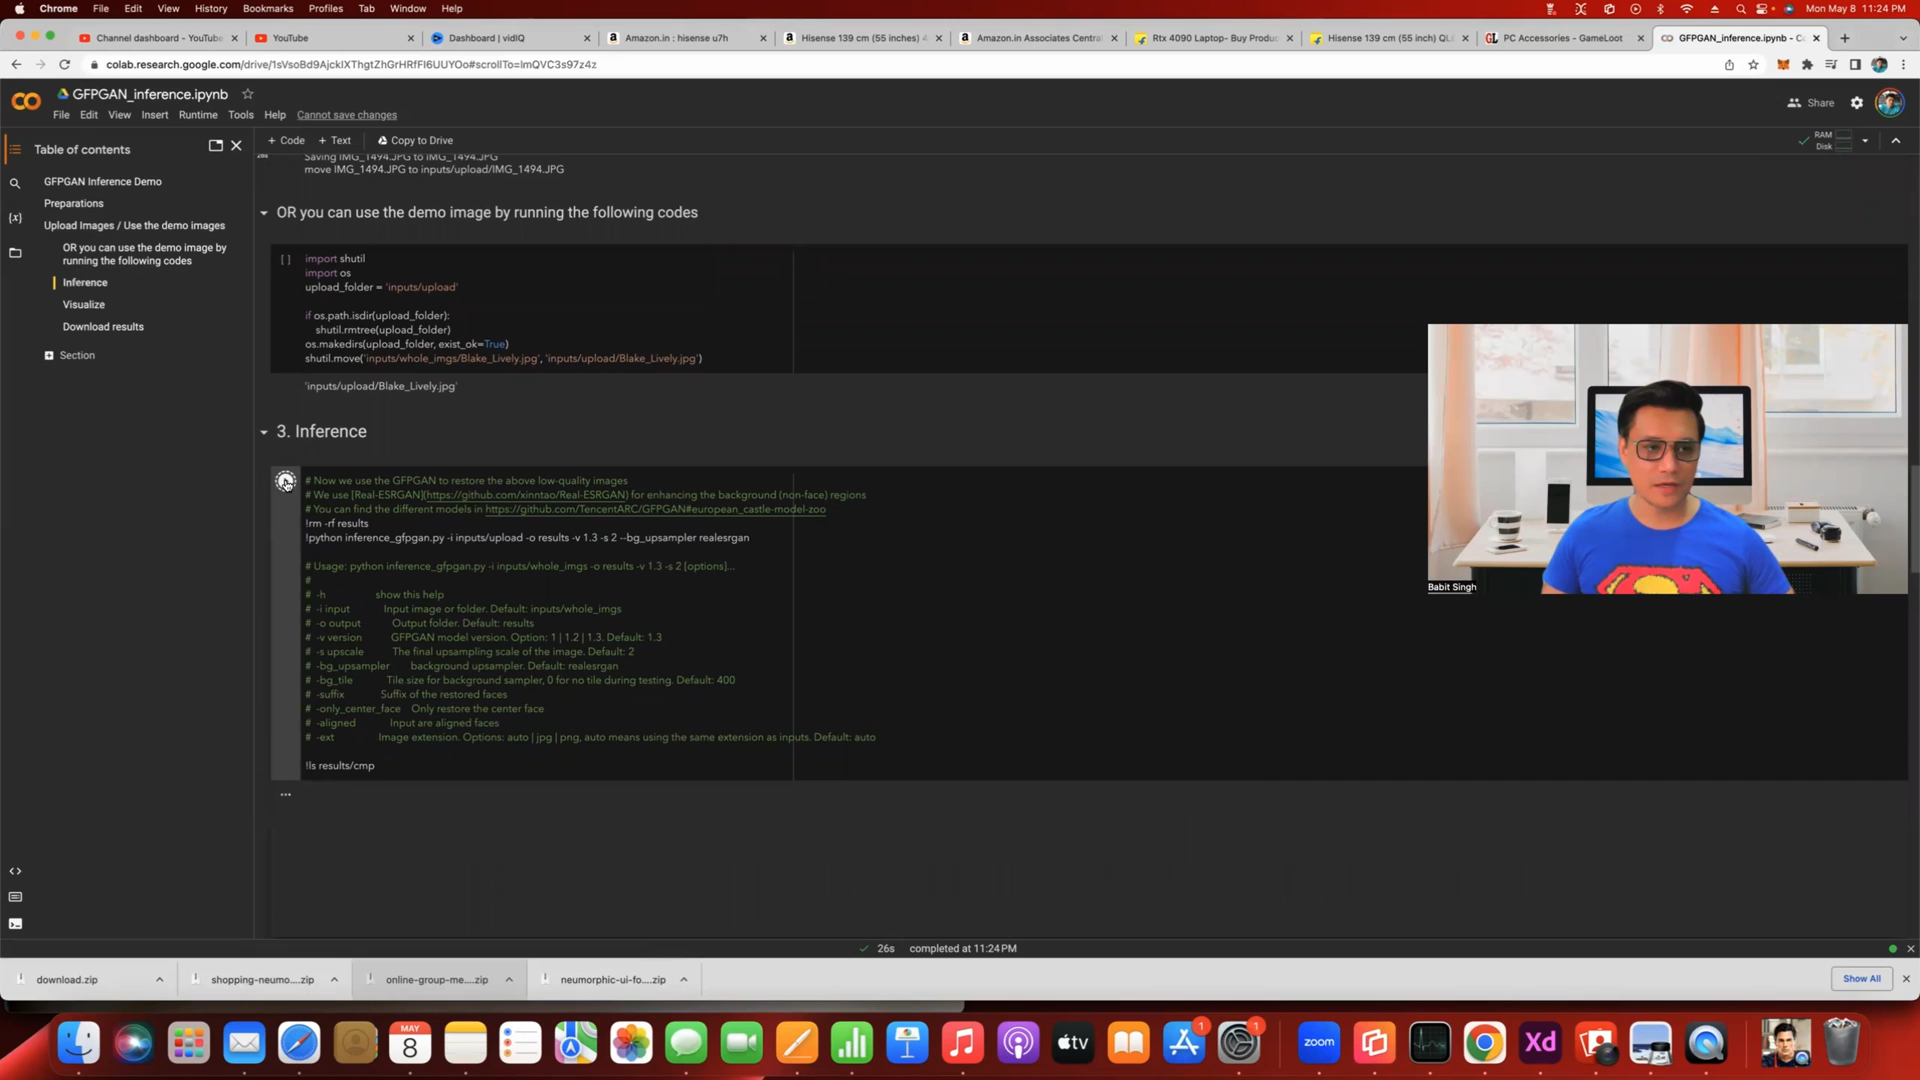 Chrome File Edit View History Bookmarks Profiles Tab Window Help
Mon May 8 11:24 PM
Channel dashboard - YouTube
YouTube
Dashboard | vidIQ
Amazon.in : hisense u7h
Hisense 139 cm (55 inches) 4
Amazon.in Associates Central
Rtx 4090 Laptop- Buy Produ
Hisense 139 cm (55 inch) QL
PC Accessories - GameLoot
GFPGAN_inference.ipynb - C
colab.research.google.com/drive/1sVsoBd9AjckIXThgtZhGrHRfFI6UUYOo#scrollTo=lmQVC3s97z4z
GFPGAN_inference.ipynb
File Edit View Insert Runtime Tools Help Cannot save changes
Share
+ Code + Text Copy to Drive
RAM
Disk
Table of contents
GFPGAN Inference Demo
Preparations
Upload Images / Use the demo images
OR you can use the demo image by
running the following codes
Inference
Visualize
Download results
Section
26s
Saving IMG_1494.JPG to IMG_1494.JPG
move IMG_1494.JPG to inputs/upload/IMG_1494.JPG
OR you can use the demo image by running the following codes
[ ] import shutil
import os
upload_folder = 'inputs/upload'
if os.path.isdir(upload_folder):
shutil.rmtree(upload_folder)
os.makedirs(upload_folder, exist_ok=True)
shutil.move('inputs/whole_imgs/Blake_Lively.jpg', 'inputs/upload/Blake_Lively.jpg')
'inputs/upload/Blake_Lively.jpg'
3. Inference
# Now we use the GFPGAN to restore the above low-quality images
# We use [Real-ESRGAN](https://github.com/xinntao/Real-ESRGAN) for enhancing the background (non-face) regions
# You can find the different models in https://github.com/TencentARC/GFPGAN#european_castle-model-zoo
!rm -rf results
!python inference_gfpgan.py -i inputs/upload -o results -v 1.3 -s 2 --bg_upsampler realesrgan
# Usage: python inference_gfpgan.py -i inputs/whole_imgs -o results -v 1.3 -s 2 [options]...
#
# -h show this help
# -i input Input image or folder. Default: inputs/whole_imgs
# -o output Output folder. Default: results
# -v version GFPGAN model version. Option: 1 | 1.2 | 1.3. Default: 1.3
# -s upscale The final upsampling scale of the image. Default: 2
# -bg_upsampler background upsampler. Default: realesrgan
# -bg_tile Tile size for background sampler, 0 for no tile during testing. Default: 400
# -suffix Suffix of the restored faces
# -only_center_face Only restore the center face
# -aligned Input are aligned faces
# -ext Image extension. Options: auto | jpg | png, auto means using the same extension as inputs. Default: auto
!ls results/cmp
...
Babit Singh
26s completed at 11:24 PM
download.zip
shopping-neumo....zip
online-group-me....zip
neumorphic-ui-fo....zip
Show All
MAY
8
tv
1
1
zoom
Xd